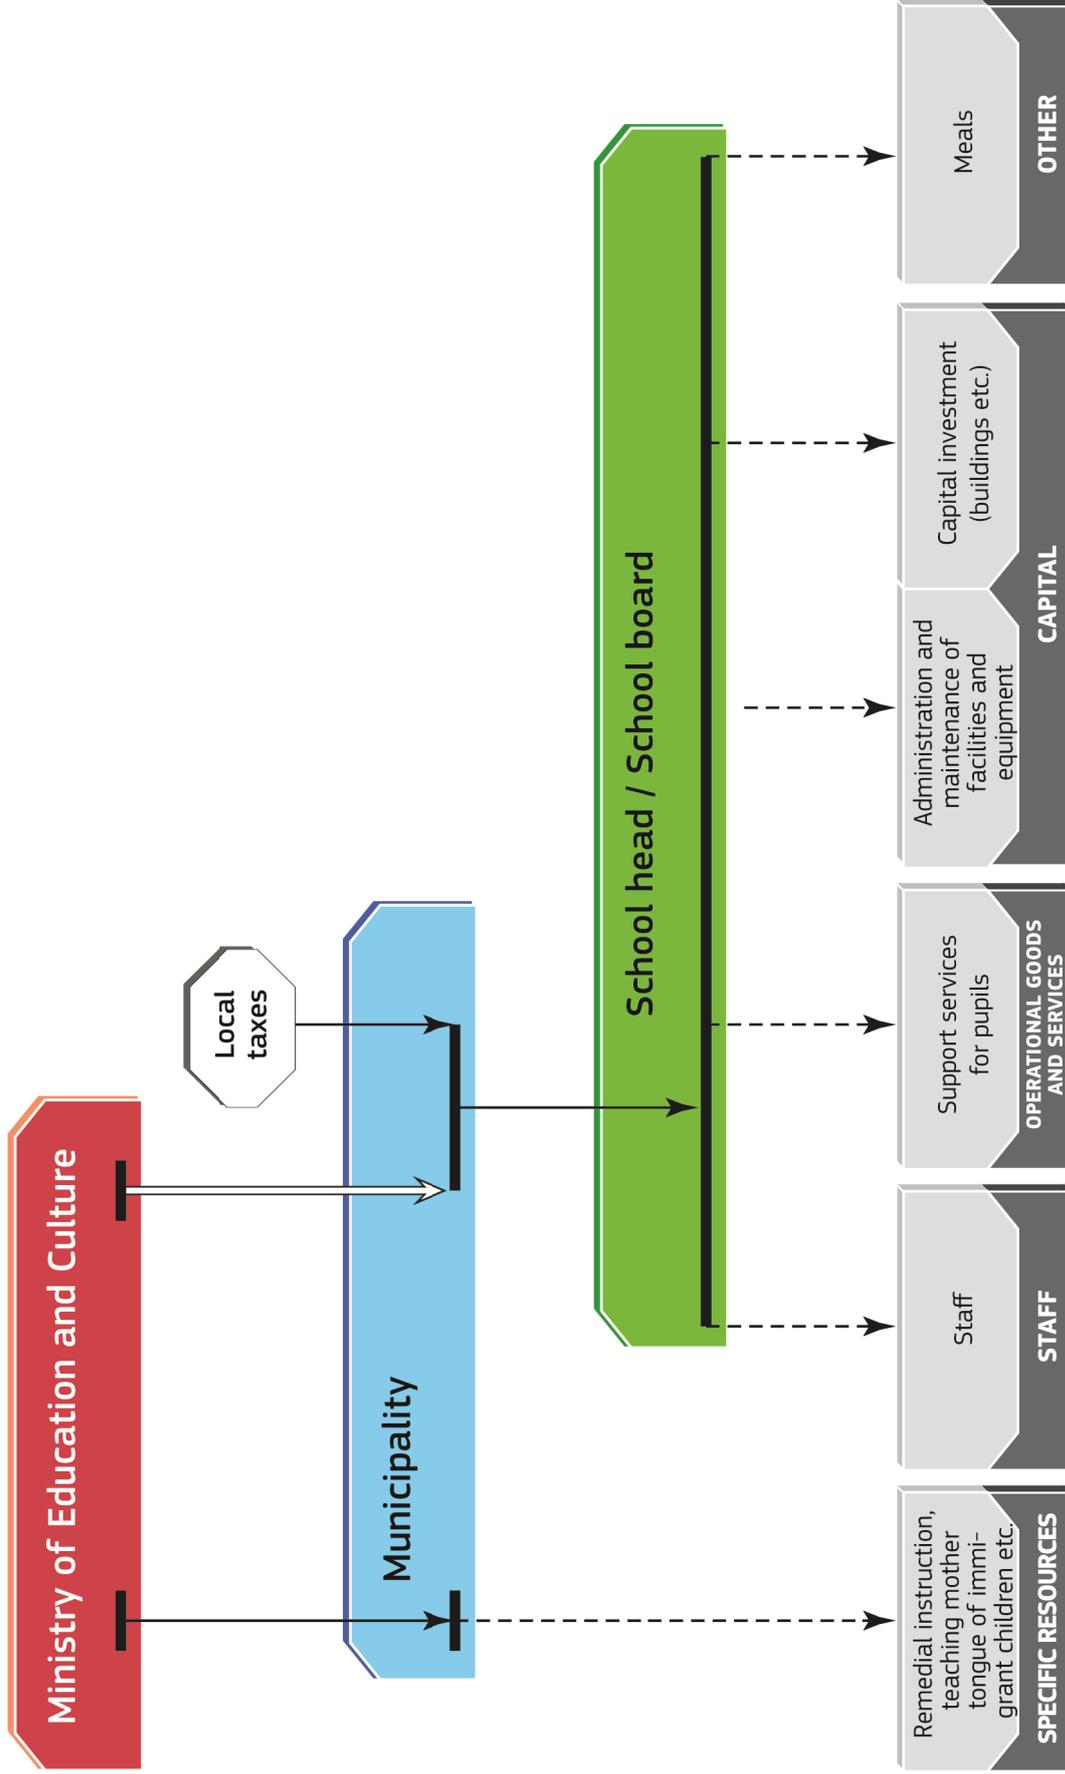 Ministry of Education and Culture
Local
taxes
Municipality
School head / School board
Remedial instruction,
teaching mother
tongue of immi-
grant children etc.
SPECIFIC RESOURCES
Staff
STAFF
Support services
for pupils
OPERATIONAL GOODS
AND SERVICES
Administration and
maintenance of
facilities and
equipment
Capital investment
(buildings etc.)
CAPITAL
Meals
OTHER